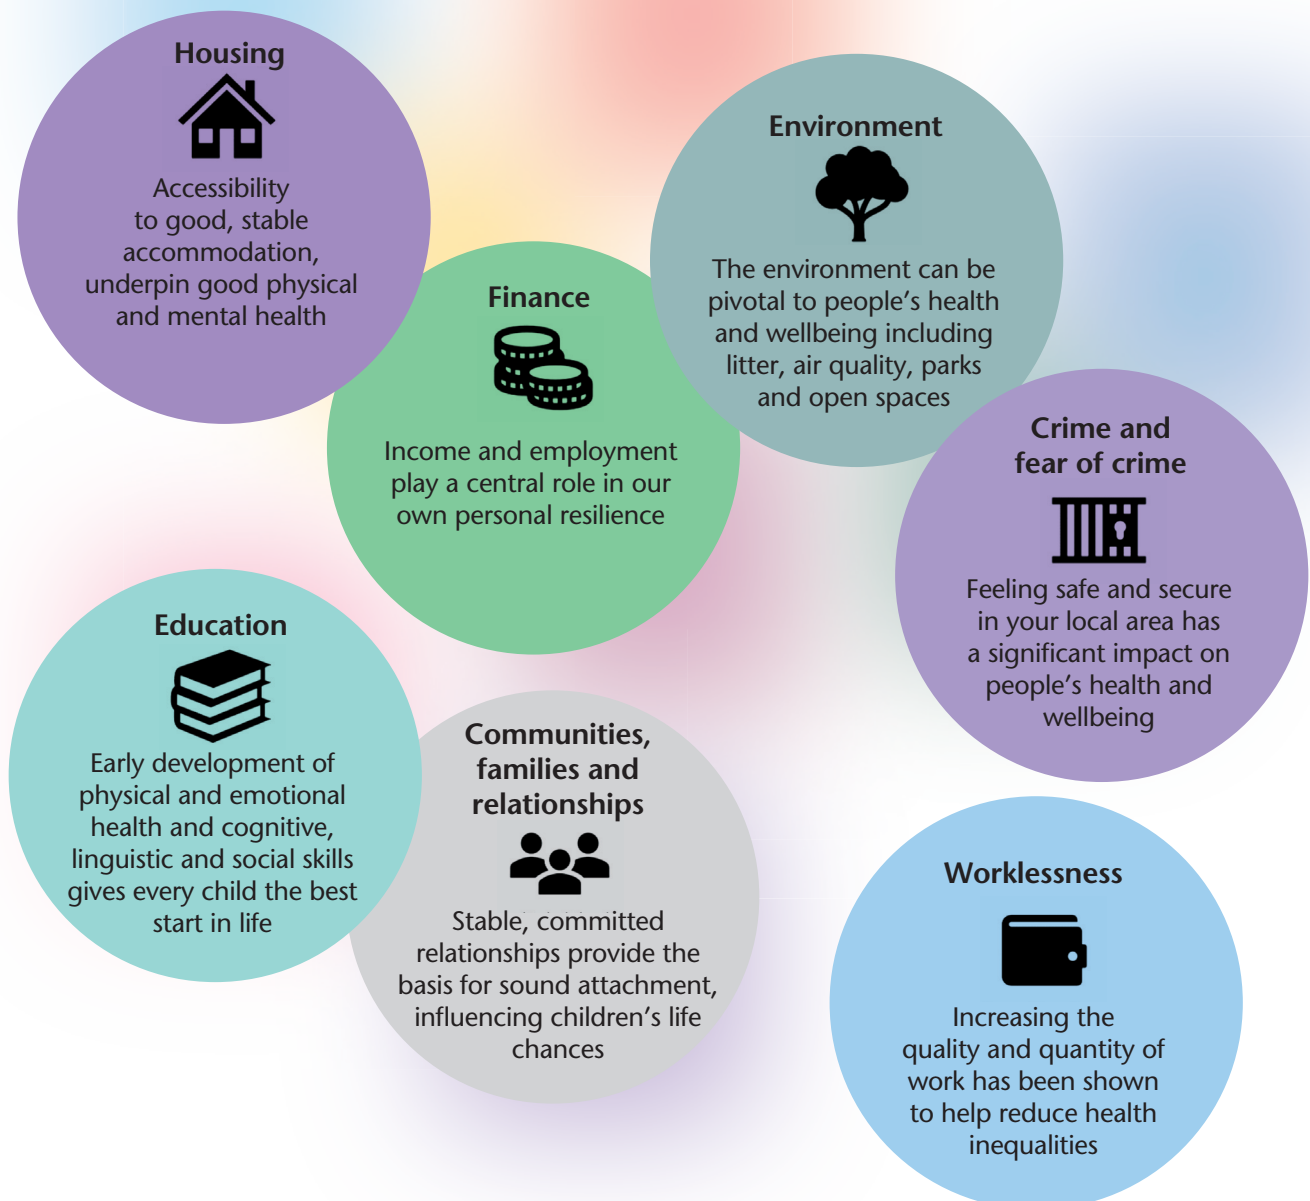 Housing
Accessibility
to good, stable
accommodation,
underpin good physical
and mental health
Environment
The environment can be
pivotal to people’s health
and wellbeing including
litter, air quality, parks
and open spaces
Finance
Income and employment
play a central role in our
own personal resilience
Crime and
fear of crime
Feeling safe and secure
in your local area has
a significant impact on
people’s health and
wellbeing
Education
Early development of
physical and emotional
health and cognitive,
linguistic and social skills
gives every child the best
start in life
Communities,
families and
relationships
Stable, committed
relationships provide the
basis for sound attachment,
influencing children’s life
chances
Worklessness
Increasing the
quality and quantity of
work has been shown
to help reduce health
inequalities